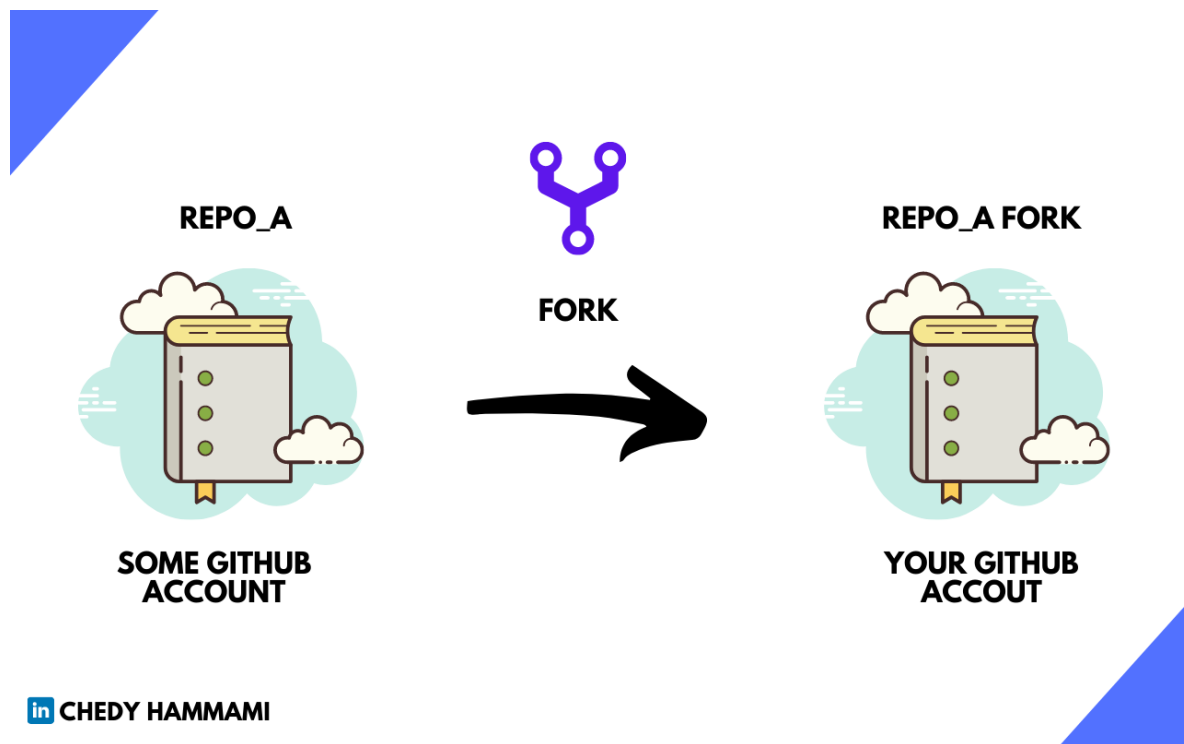 REPO_A
REPO_A FORK
FORK
SOME GITHUB
ACCOUNT
YOUR GITHUB
ACCOUT
in CHEDY HAMMAMI